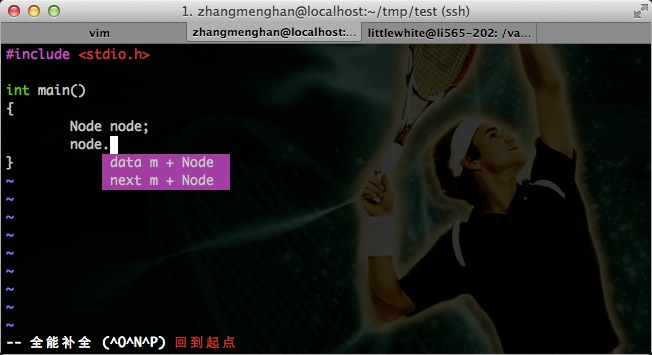 1. zhangmenghan@localhost:~/tmp/test (ssh)
vim
zhangmenghan@localhost:...
littlewhite@li565-202: /va...
#include <stdio.h>
int main()
{
Node node;
node.
data m + Node
next m + Node
}
~
~
~
~
~
~
~
~
-- 全能补全 (^O^N^P) 回到起点